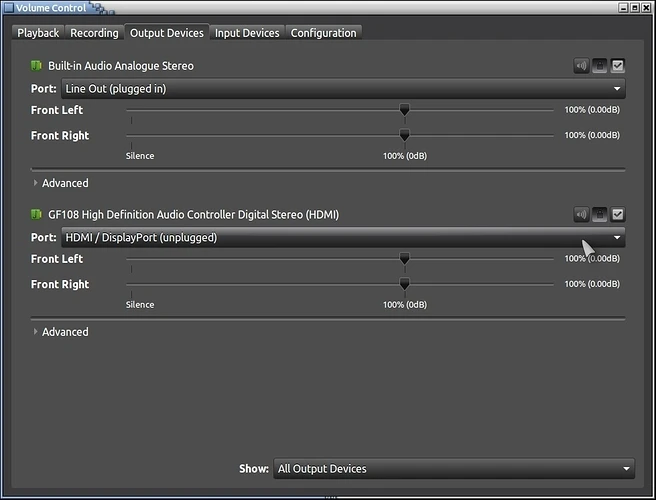 Volume Control
Playback Recording Output Devices Input Devices Configuration
Built-in Audio Analogue Stereo
Port: Line Out (plugged in)
Front Left 100% (0.00dB)
Front Right 100% (0.00dB)
Silence 100% (0dB)
Advanced
GF108 High Definition Audio Controller Digital Stereo (HDMI)
Port: HDMI / DisplayPort (unplugged)
Front Left 100% (0.00dB)
Front Right 100% (0.00dB)
Silence 100% (0dB)
Advanced
Show: All Output Devices